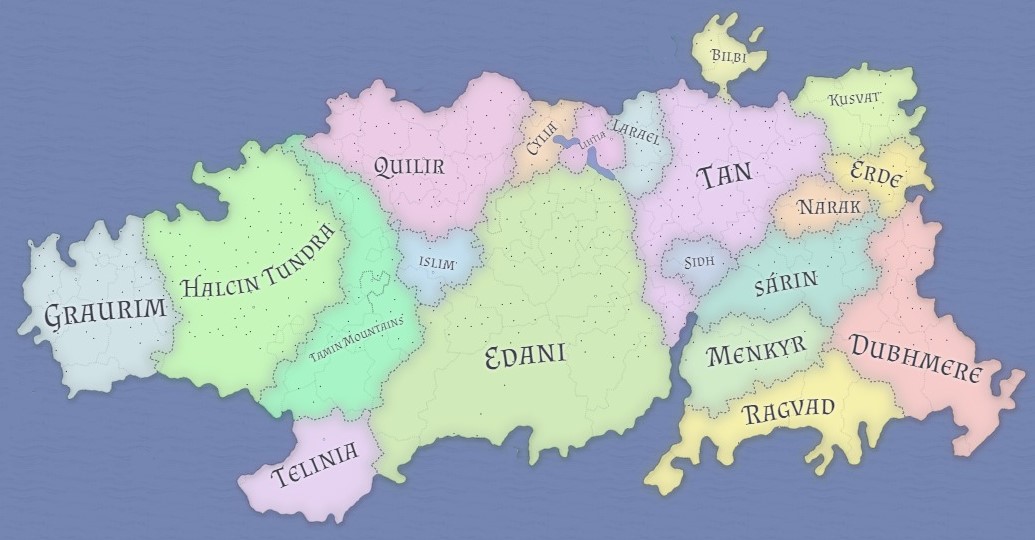 Bilbi
Kusvat
Cylia
Luitia
Larael
Quilir
Tan
Erde
Narak
Halcin Tundra
Islim
Sidh
Sárin
Graurim
Tamin Mountains
Edani
Menkyr
Dubhmere
Ragvad
Telinia